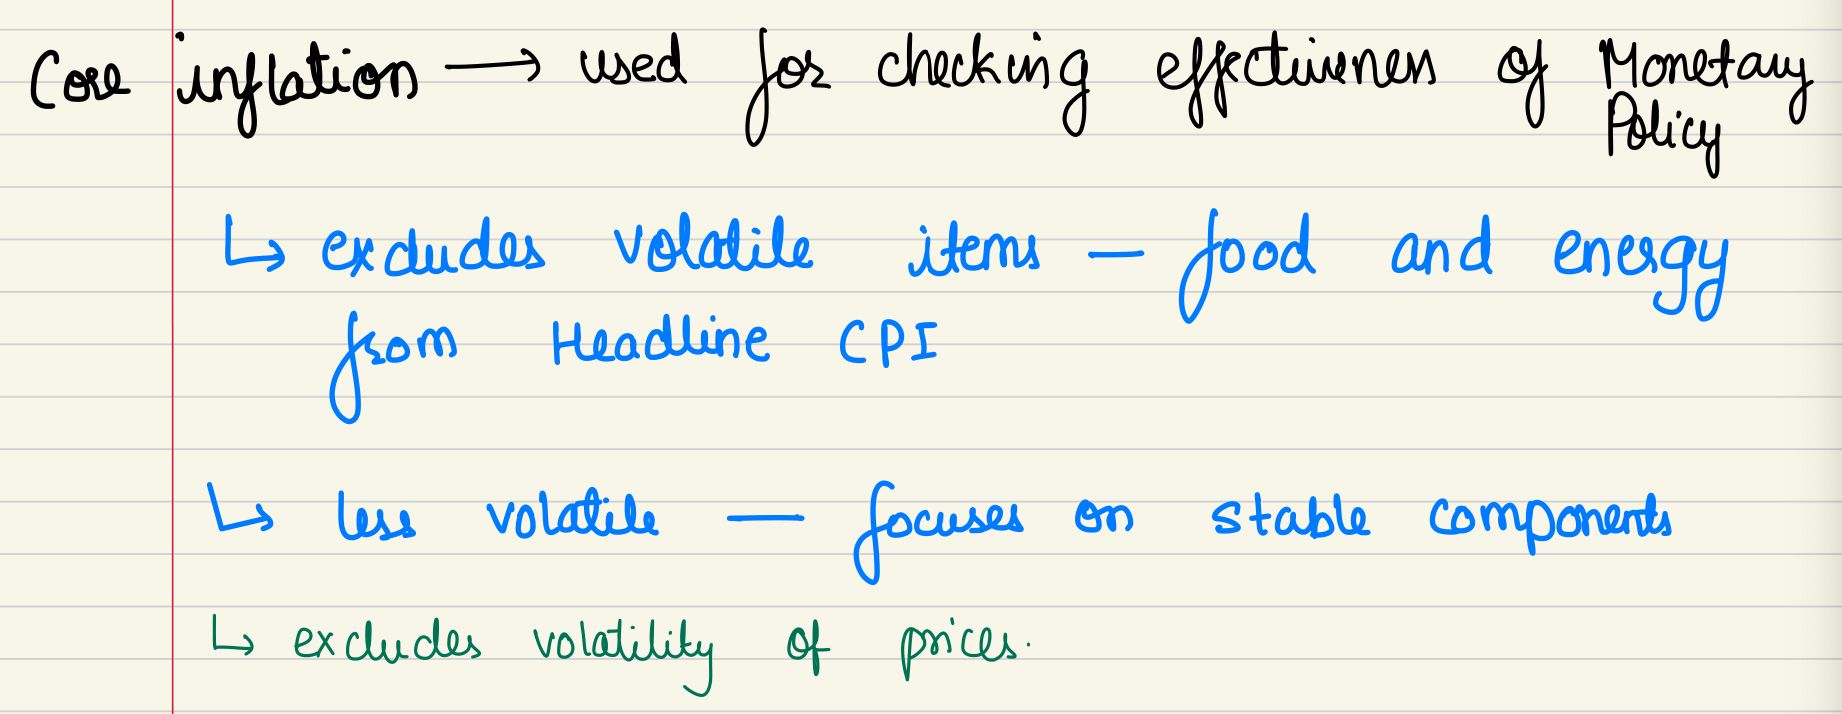 Core inflation → used for checking effectiveness of Monetary
Policy
↳ excludes volatile items — food and energy
from Headline CPI
↳ less volatile — focuses on stable components
↳ excludes volatility of prices.